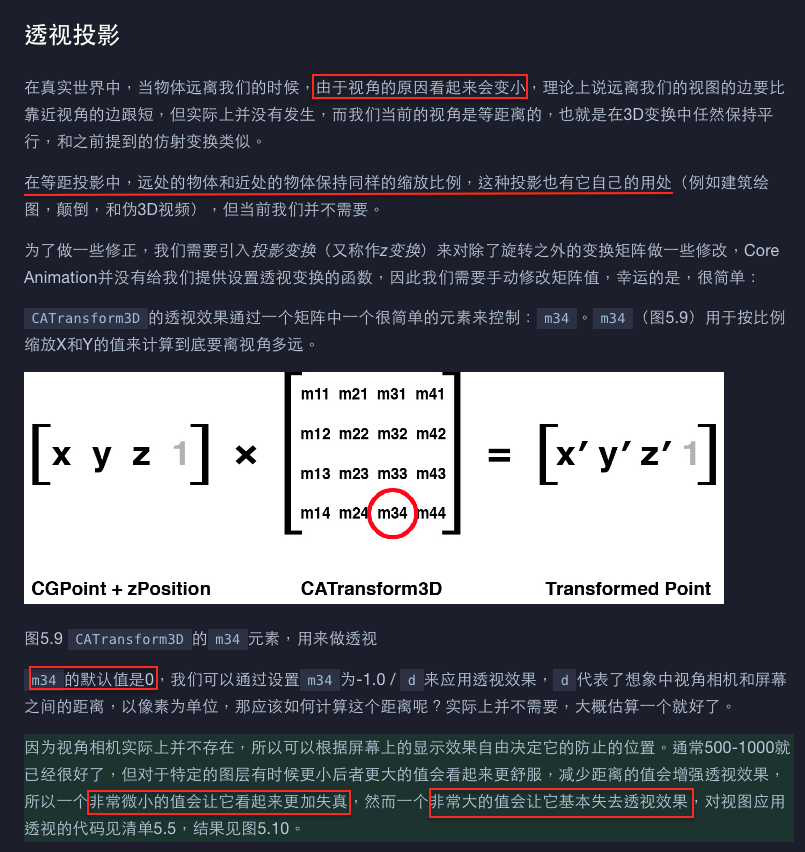 透视投影
在真实世界中，当物体远离我们的时候，由于视角的原因看起来会变小，理论上说远离我们的视图的边要比
靠近视角的边跟短，但实际上并没有发生，而我们当前的视角是等距离的，也就是在3D变换中任然保持平
行，和之前提到的仿射变换类似。
在等距投影中，远处的物体和近处的物体保持同样的缩放比例，这种投影也有它自己的用处（例如建筑绘
图，颠倒，和伪3D视频），但当前我们并不需要。
为了做一些修正，我们需要引入投影变换（又称作z变换）来对除了旋转之外的变换矩阵做一些修改，Core
Animation并没有给我们提供设置透视变换的函数，因此我们需要手动修改矩阵值，幸运的是，很简单：
CATransform3D 的透视效果通过一个矩阵中一个很简单的元素来控制：m34 。m34 （图5.9）用于按比例
缩放X和Y的值来计算到底要离视角多远。
m11 m21 m31 m41
m12 m22 m32 m42
[x y z 1] × = [x′ y′ z′ 1]
m13 m23 m33 m43
m14 m24 m34 m44
CGPoint + zPosition CATransform3D Transformed Point
图5.9 CATransform3D 的 m34 元素，用来做透视
m34 的默认值是0，我们可以通过设置 m34 为-1.0 / d 来应用透视效果，d 代表了想象中视角相机和屏幕
之间的距离，以像素为单位，那应该如何计算这个距离呢？实际上并不需要，大概估算一个就好了。
因为视角相机实际上并不存在，所以可以根据屏幕上的显示效果自由决定它的防止的位置。通常500-1000就
已经很好了，但对于特定的图层有时候更小后者更大的值会看起来更舒服，减少距离的值会增强透视效果，
所以一个非常微小的值会让它看起来更加失真，然而一个非常大的值会让它基本失去透视效果，对视图应用
透视的代码见清单5.5，结果见图5.10。